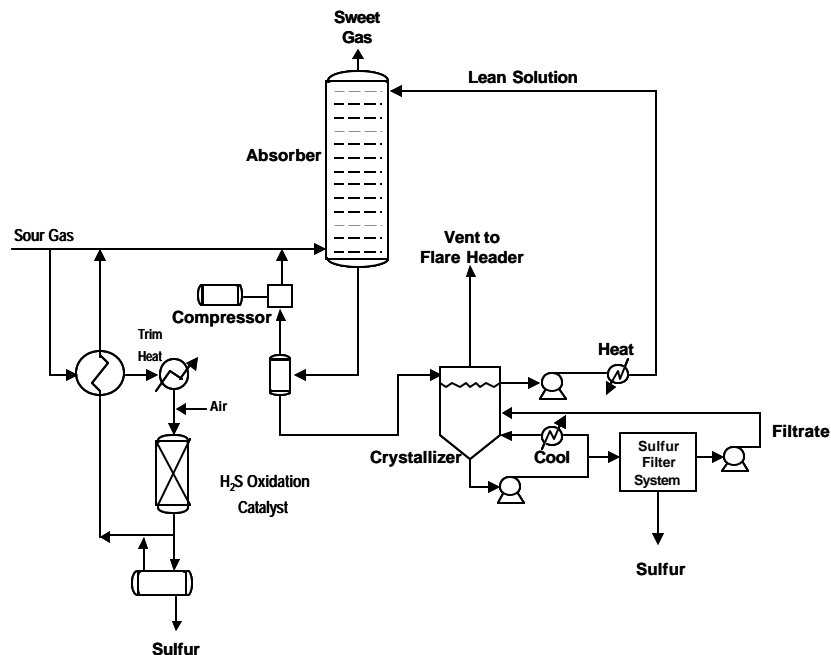 Sweet
Gas
Lean Solution
Absorber
Sour Gas
Vent to
Flare Header
Compressor
Trim
Heat
Heat
Air
Filtrate
Crystallizer
Cool
Sulfur
Filter
System
H₂S Oxidation
Catalyst
Sulfur
Sulfur